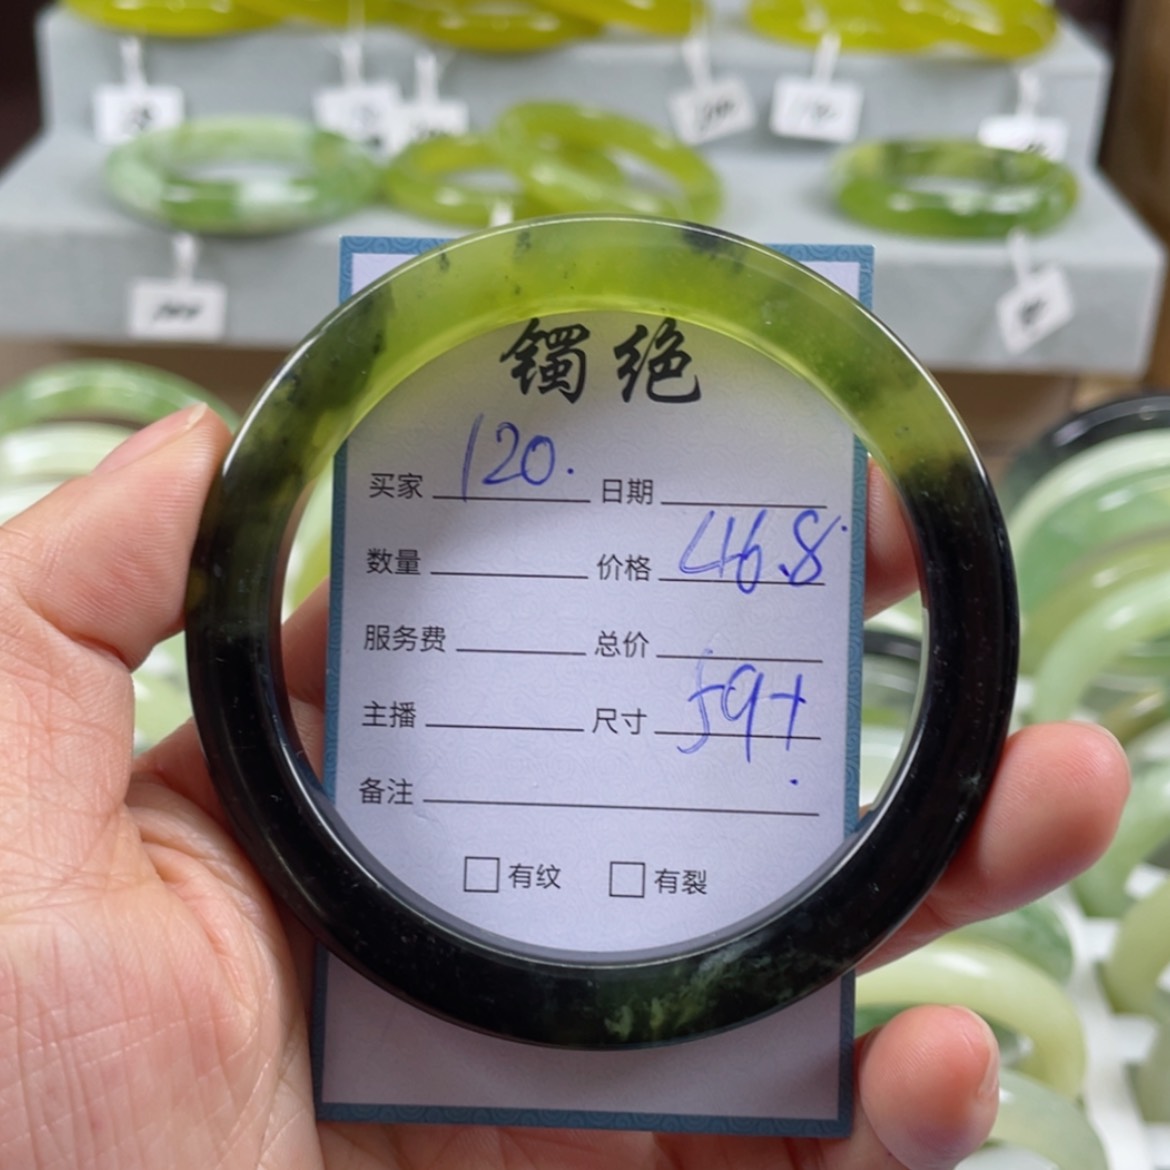 镯绝
买家 120. 日期
数量 价格 46.8
服务费 总价
主播 尺寸 59+
备注
有纹 有裂